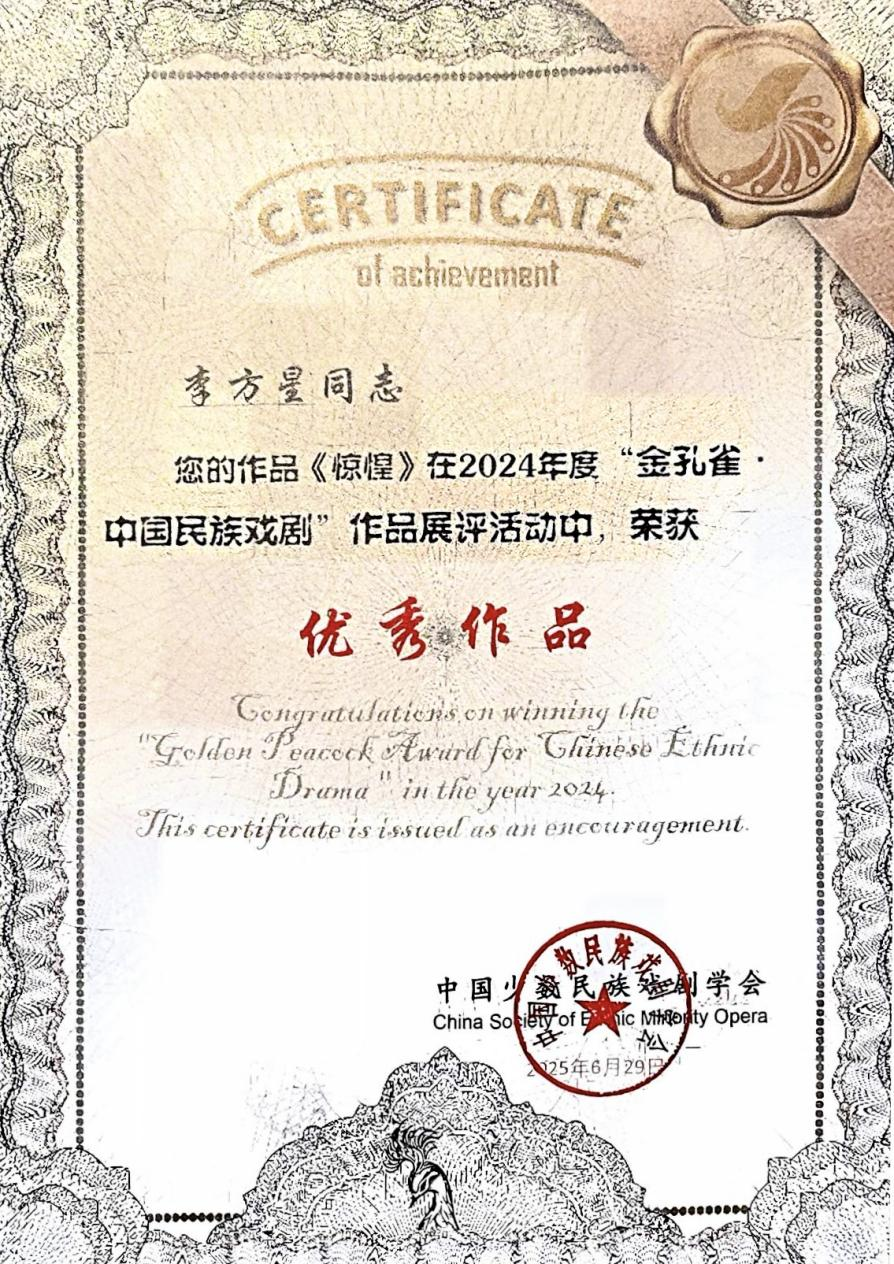 CERTIFICATE
of achievement
李方星同志
您的作品《惊惶》在2024年度“金孔雀·
中国民族戏剧”作品展评活动中，荣获
优秀作品
Congratulations on winning the
"Golden Peacock Award for Chinese Ethnic
Drama" in the year 2024.
This certificate is issued as an encouragement.
中国少数民族戏剧学会
China Society of Ethnic Minority Opera
2025年6月29日